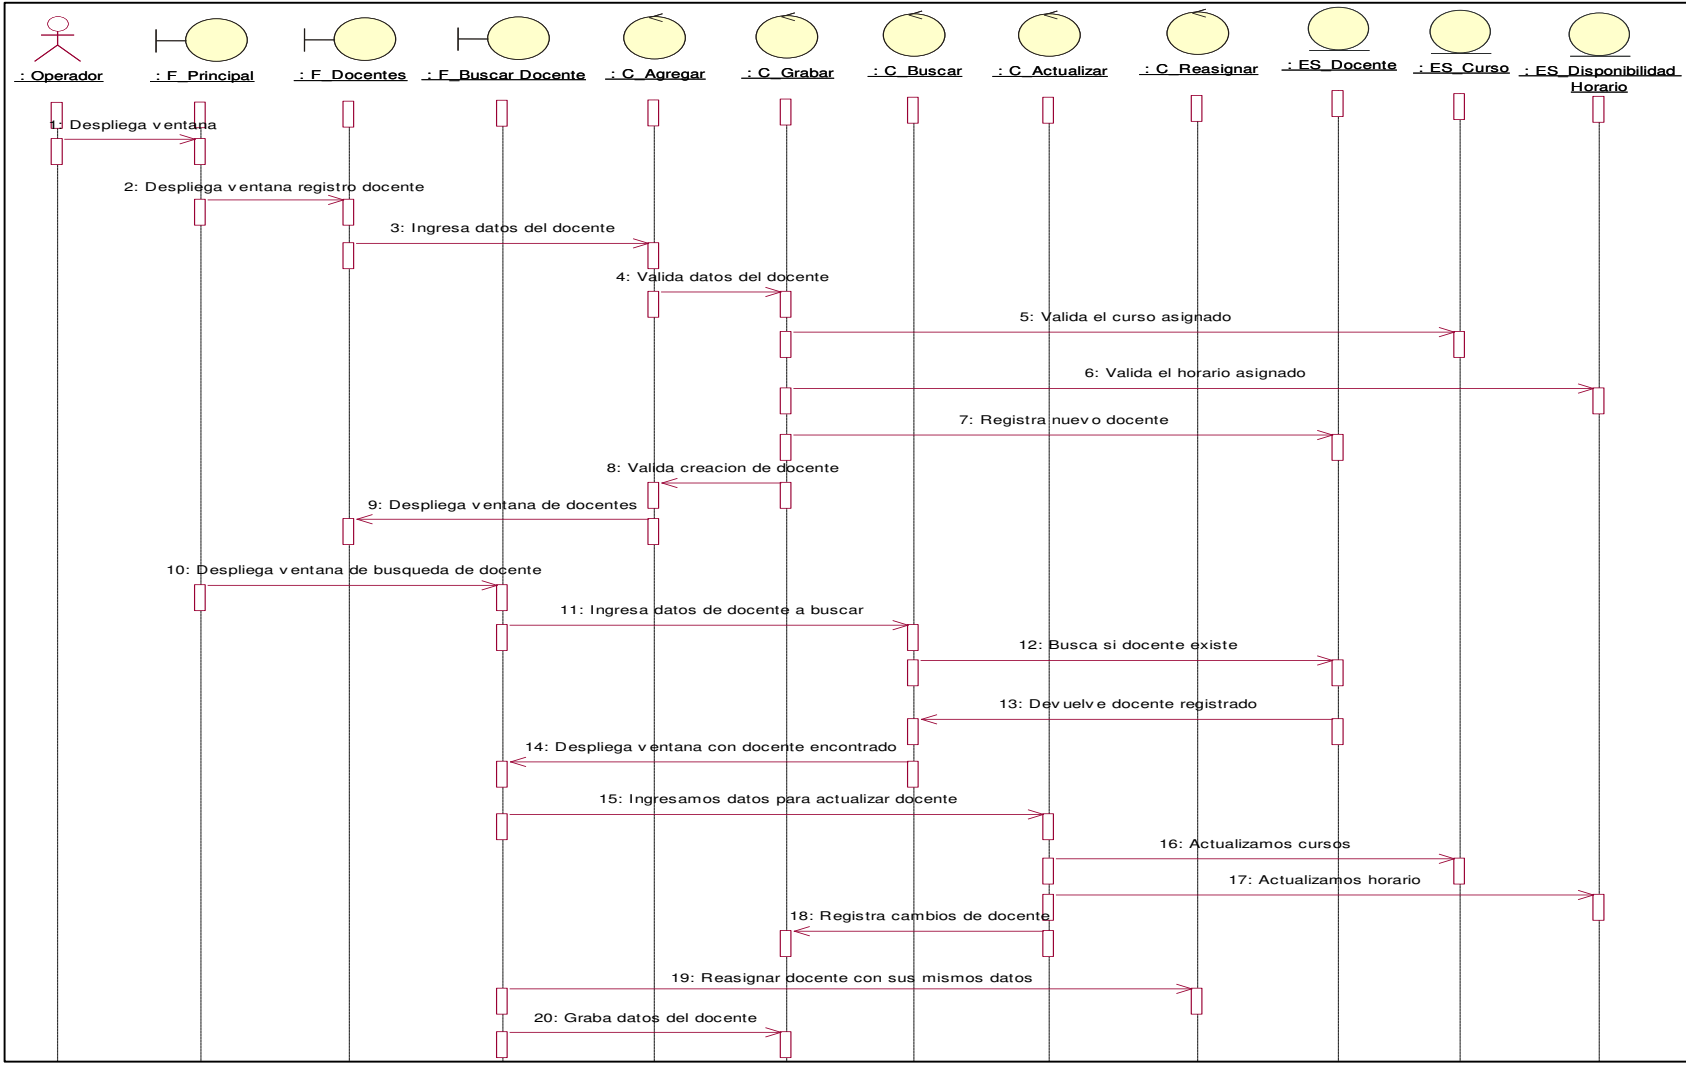 : Operador
: F_Principal
: F_Docentes
: F_Buscar Docente
: C_Agregar
: C_Grabar
: C_Buscar
: C_Actualizar
: C_Reasignar
: ES_Docente
: ES_Curso
: ES_Disponibilidad
Horario
1: Despliega ventana
2: Despliega ventana registro docente
3: Ingresa datos del docente
4: Valida datos del docente
5: Valida el curso asignado
6: Valida el horario asignado
7: Registra nuevo docente
8: Valida creacion de docente
9: Despliega ventana de docentes
10: Despliega ventana de busqueda de docente
11: Ingresa datos de docente a buscar
12: Busca si docente existe
13: Devuelve docente registrado
14: Despliega ventana con docente encontrado
15: Ingresamos datos para actualizar docente
16: Actualizamos cursos
17: Actualizamos horario
18: Registra cambios de docente
19: Reasignar docente con sus mismos datos
20: Graba datos del docente